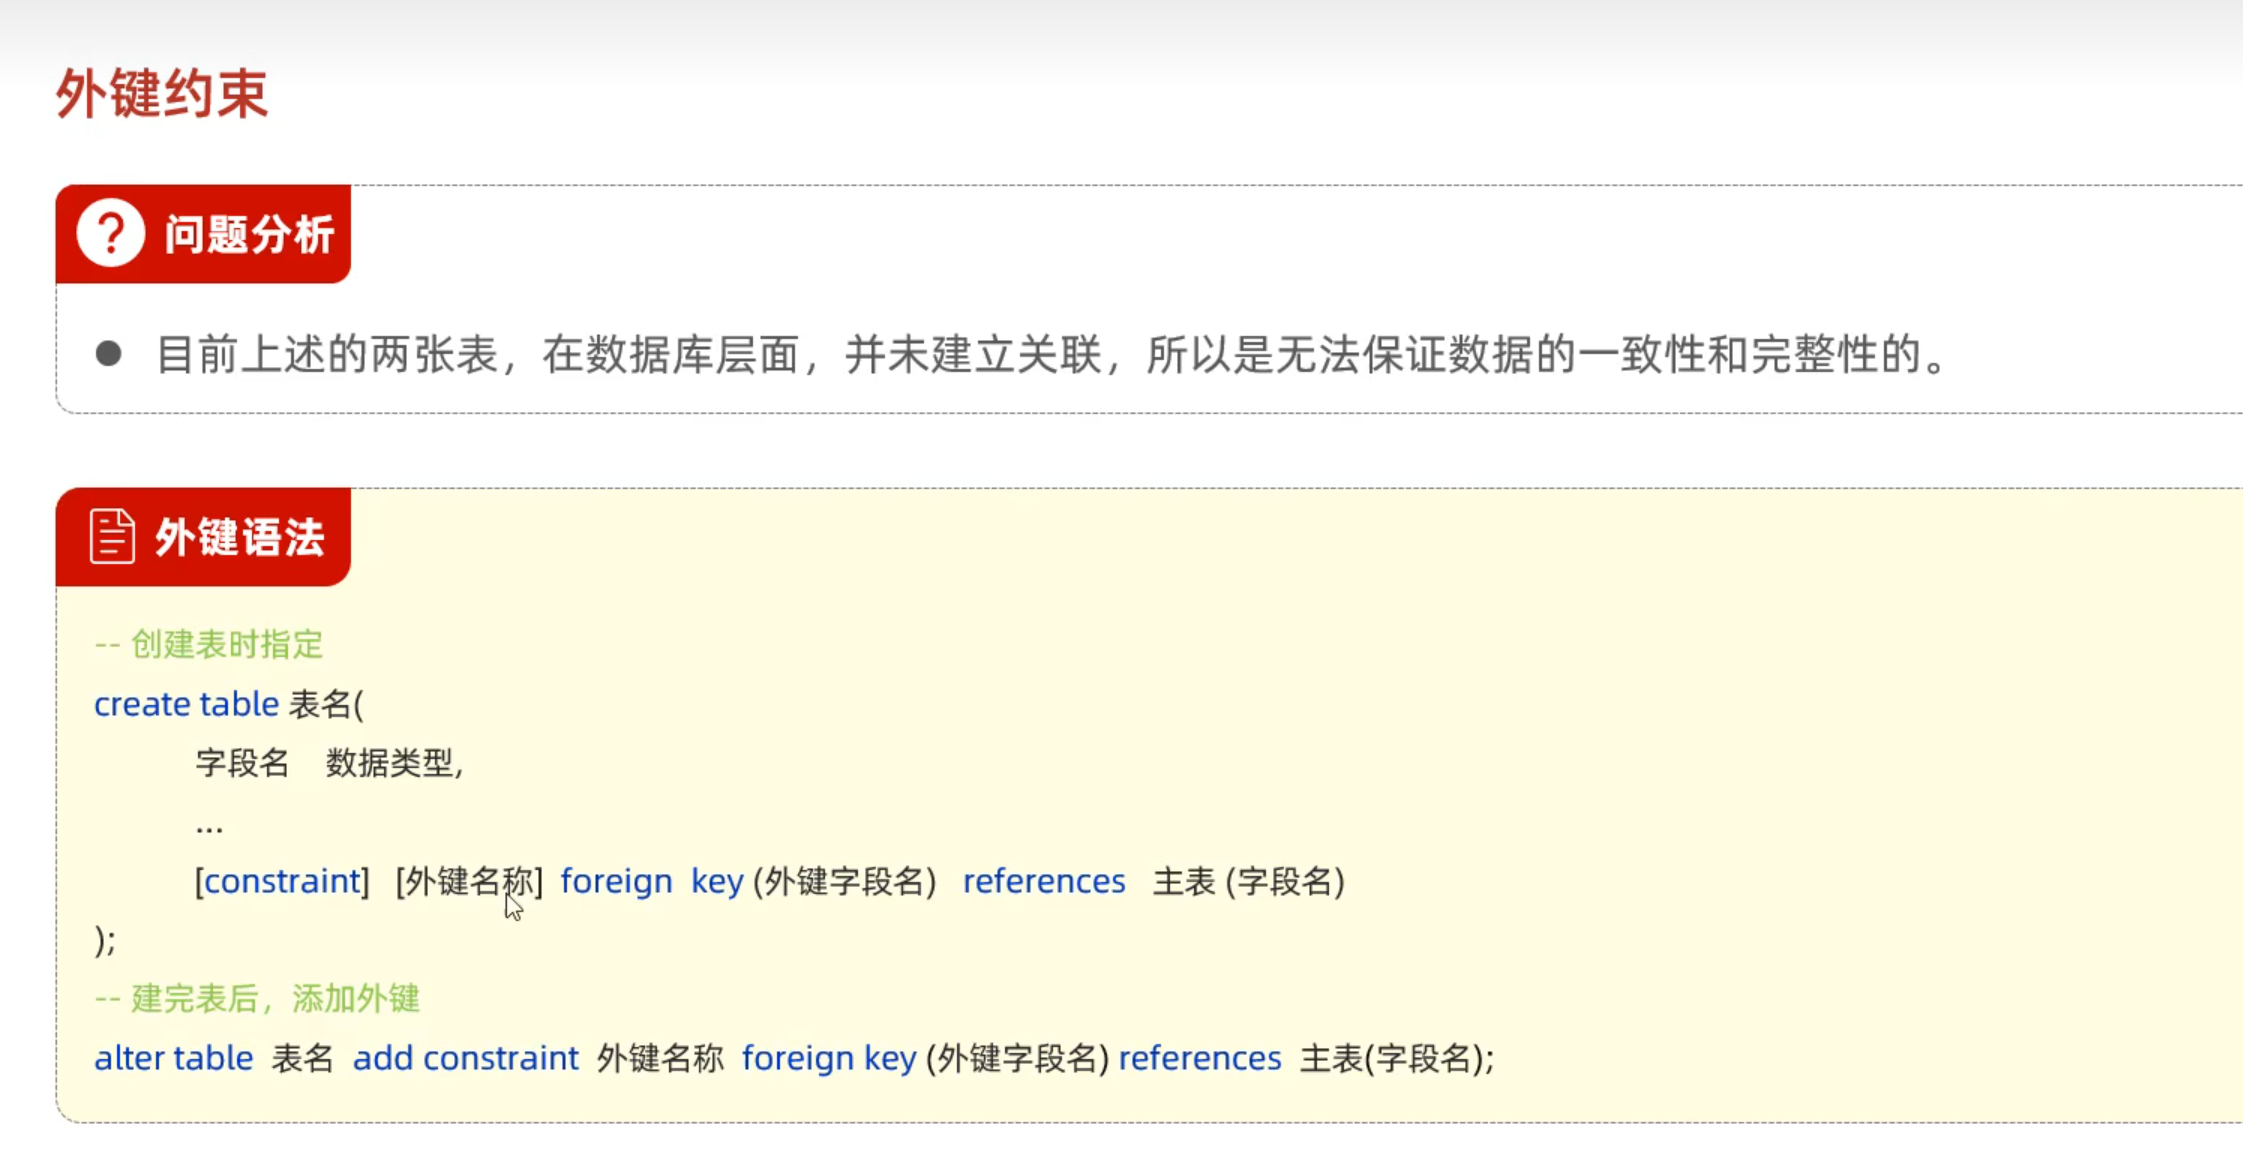 外键约束
? 问题分析
● 目前上述的两张表，在数据库层面，并未建立关联，所以是无法保证数据的一致性和完整性的。
外键语法
-- 创建表时指定
create table 表名(
字段名 数据类型,
...
[constraint] [外键名称] foreign key (外键字段名) references 主表 (字段名)
);
-- 建完表后，添加外键
alter table 表名 add constraint 外键名称 foreign key (外键字段名) references 主表(字段名);